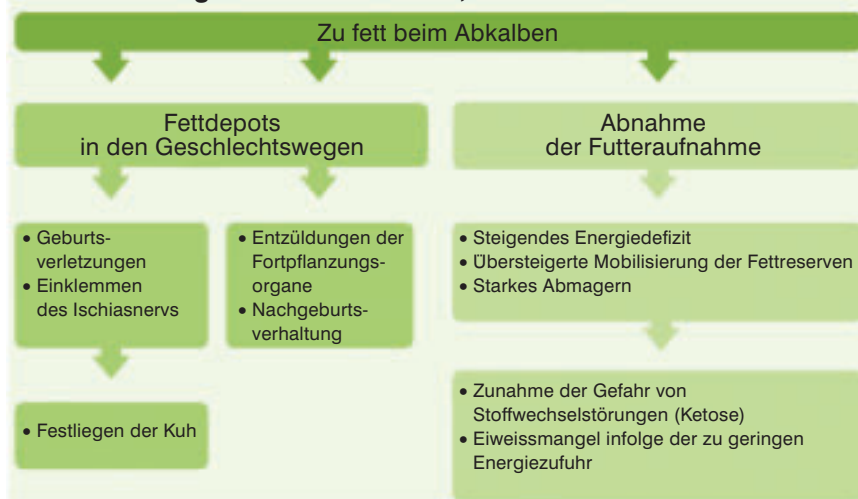 Zu fett beim Abkalben
Fettdepots
in den Geschlechtswegen
Abnahme
der Futteraufnahme
• Geburts-
verletzungen
• Einklemmen
des Ischiasnervs
• Entzüldungen der
Fortpflanzungs-
organe
• Nachgeburts-
verhaltung
• Steigendes Energiedefizit
• Übersteigerte Mobilisierung der Fettreserven
• Starkes Abmagern
• Festliegen der Kuh
• Zunahme der Gefahr von
Stoffwechselstörungen (Ketose)
• Eiweissmangel infolge der zu geringen
Energiezufuhr